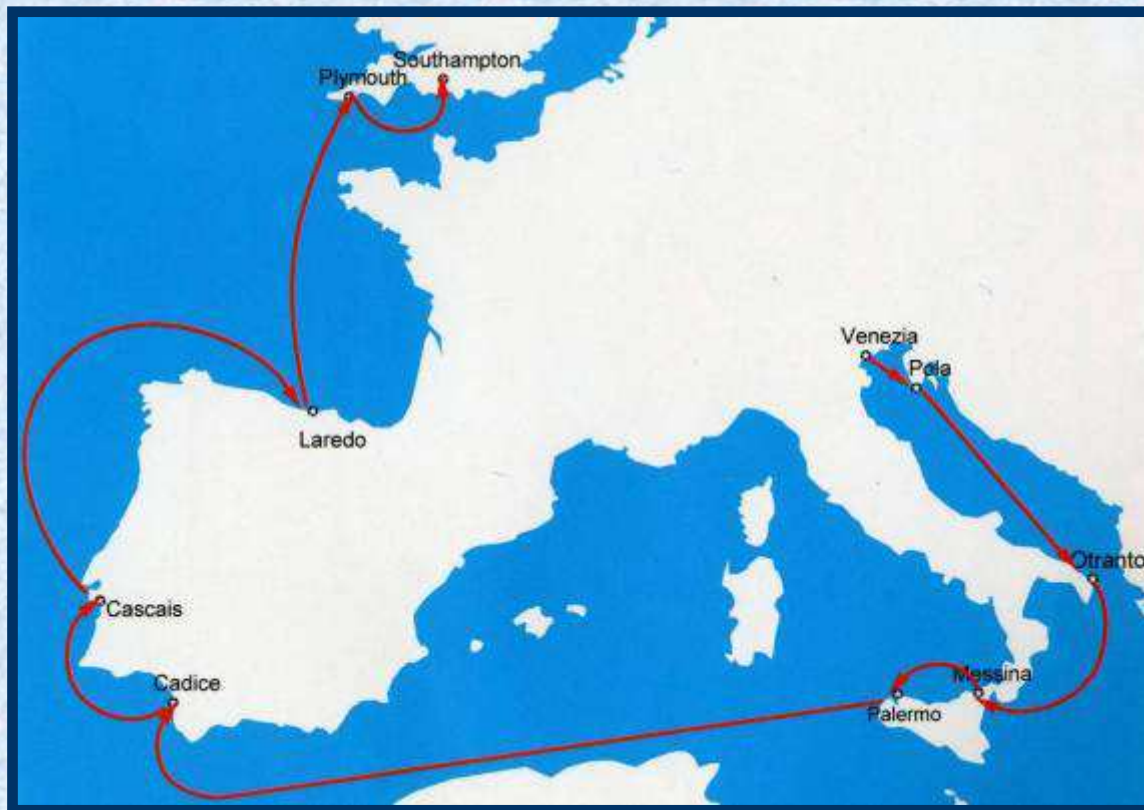 Southampton
Plymouth
Venezia
Pola
Laredo
Otranto
Cascais
Cadice
Messina
Palermo